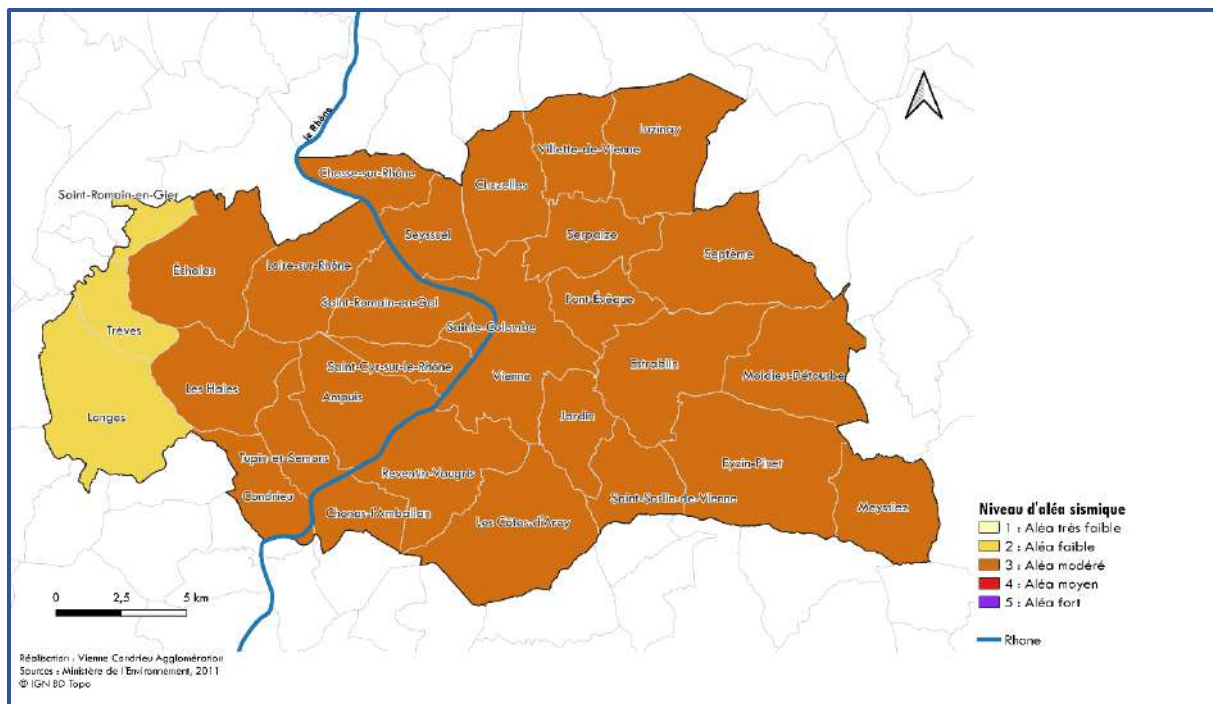 le Rhône
Luzinay
Villette-de-Vienne
Chasse-sur-Rhône
Chuzelles
Saint-Romain-en-Gier
Seyssuel
Serpaize
Septème
Échalas
Loire-sur-Rhône
Saint-Romain-en-Gal
Pont-Évêque
Trèves
Sainte-Colombe
Saint-Cyr-sur-le-Rhône
Estrablin
Moidieu-Détourbe
Vienne
Les Haies
Ampuis
Longes
Jardin
Tupin-et-Semons
Reventin-Vaugris
Eyzin-Pinet
Condrieu
Saint-Sorlin-de-Vienne
Chonas-l'Amballan
Les Côtes-d'Arey
Meyssiez
Niveau d'aléa sismique
1 : Aléa très faible
2 : Aléa faible
3 : Aléa modéré
4 : Aléa moyen
5 : Aléa fort
Rhone
0 2,5 5 km
Réalisation : Vienne Condrieu Agglomération
Sources : Ministère de l'Environnement, 2011
© IGN BD Topo